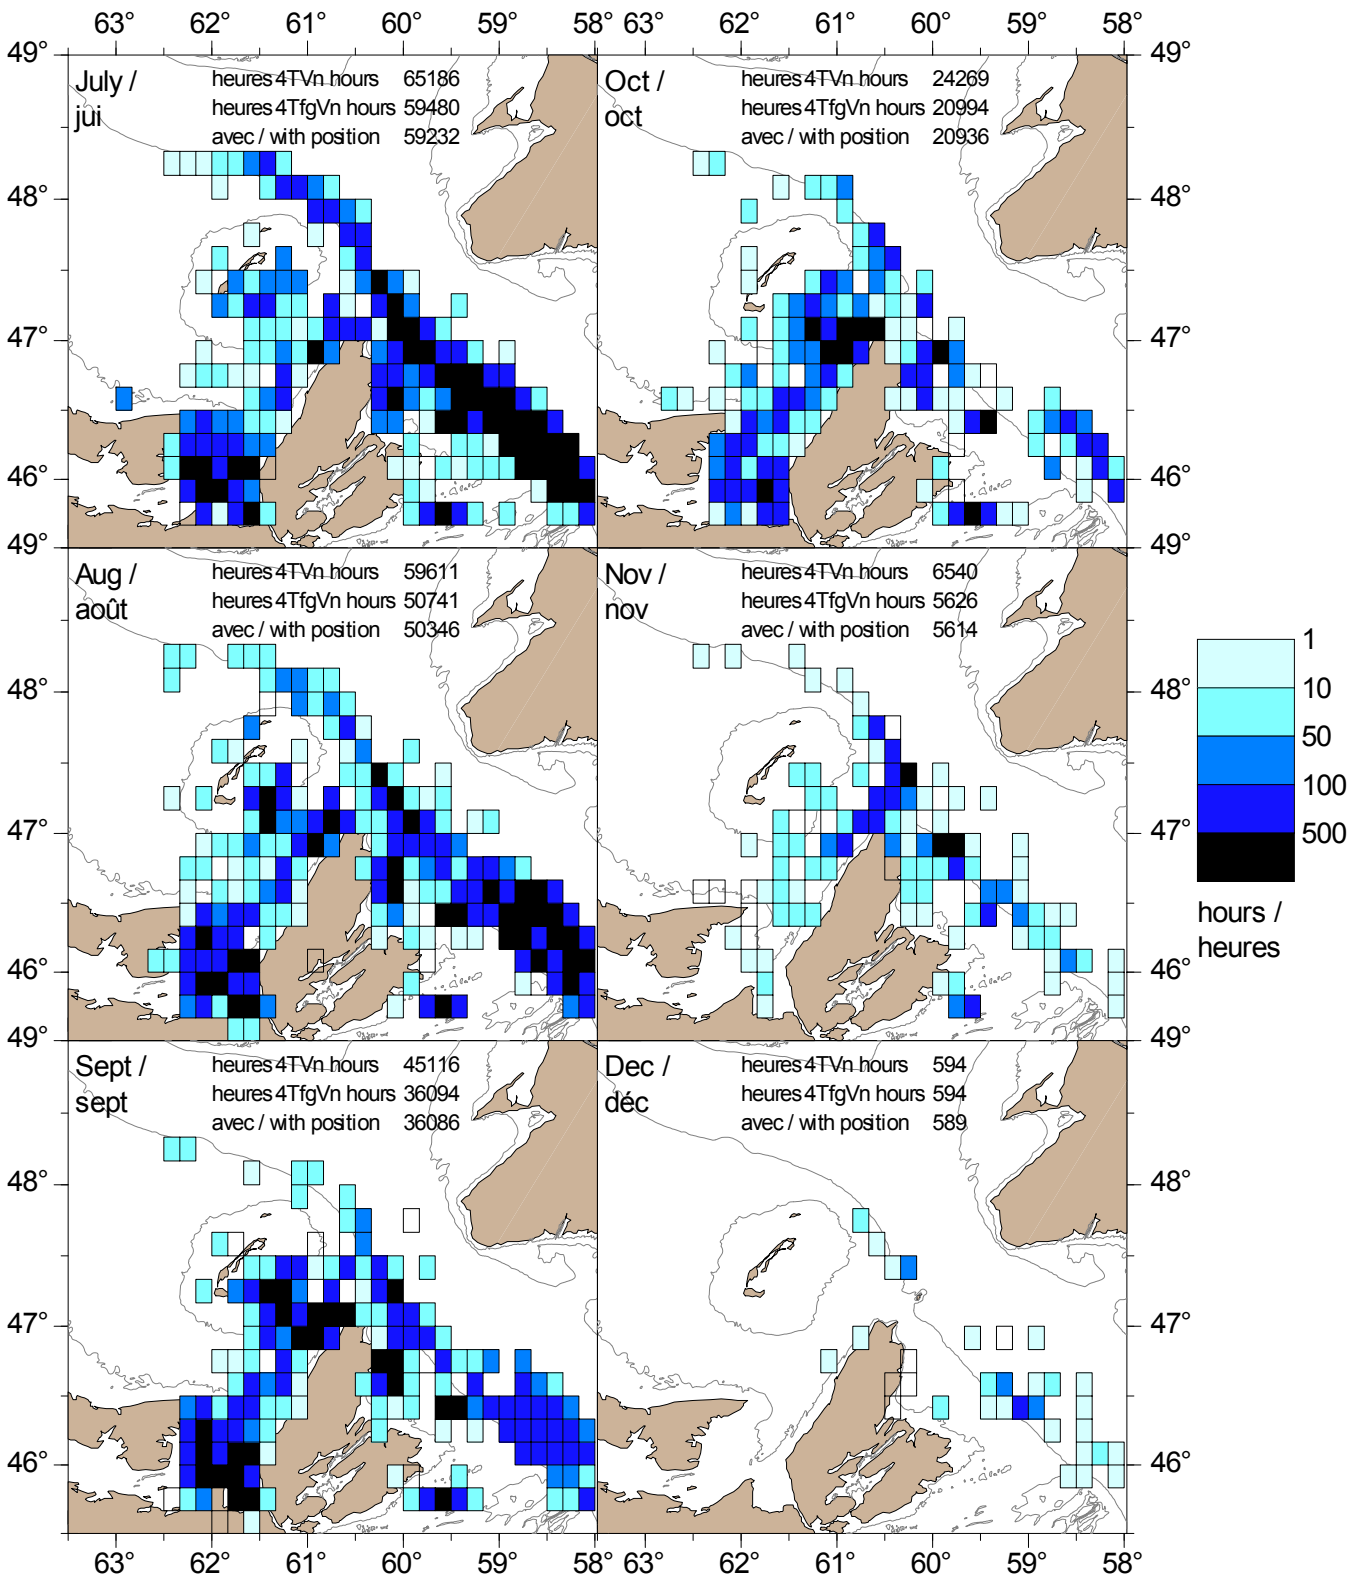 63° 62° 61° 60° 59° 58°
63° 62° 61° 60° 59° 58°
49°
48°
47°
46°
49°
July /
jui
heures 4TVn hours 65186
heures 4TfgVn hours 59480
avec / with position 59232
Oct /
oct
heures 4TVn hours 24269
heures 4TfgVn hours 20994
avec / with position 20936
49°
48°
47°
46°
49°
Aug /
août
heures 4TVn hours 59611
heures 4TfgVn hours 50741
avec / with position 50346
48°
47°
46°
49°
Nov /
nov
heures 4TVn hours 6540
heures 4TfgVn hours 5626
avec / with position 5614
48°
47°
46°
49°
Sept /
sept
heures 4TVn hours 45116
heures 4TfgVn hours 36094
avec / with position 36086
48°
47°
46°
Dec /
déc
heures 4TVn hours 594
heures 4TfgVn hours 594
avec / with position 589
48°
47°
46°
63° 62° 61° 60° 59° 58°
63° 62° 61° 60° 59° 58°
1
10
50
100
500
hours /
heures